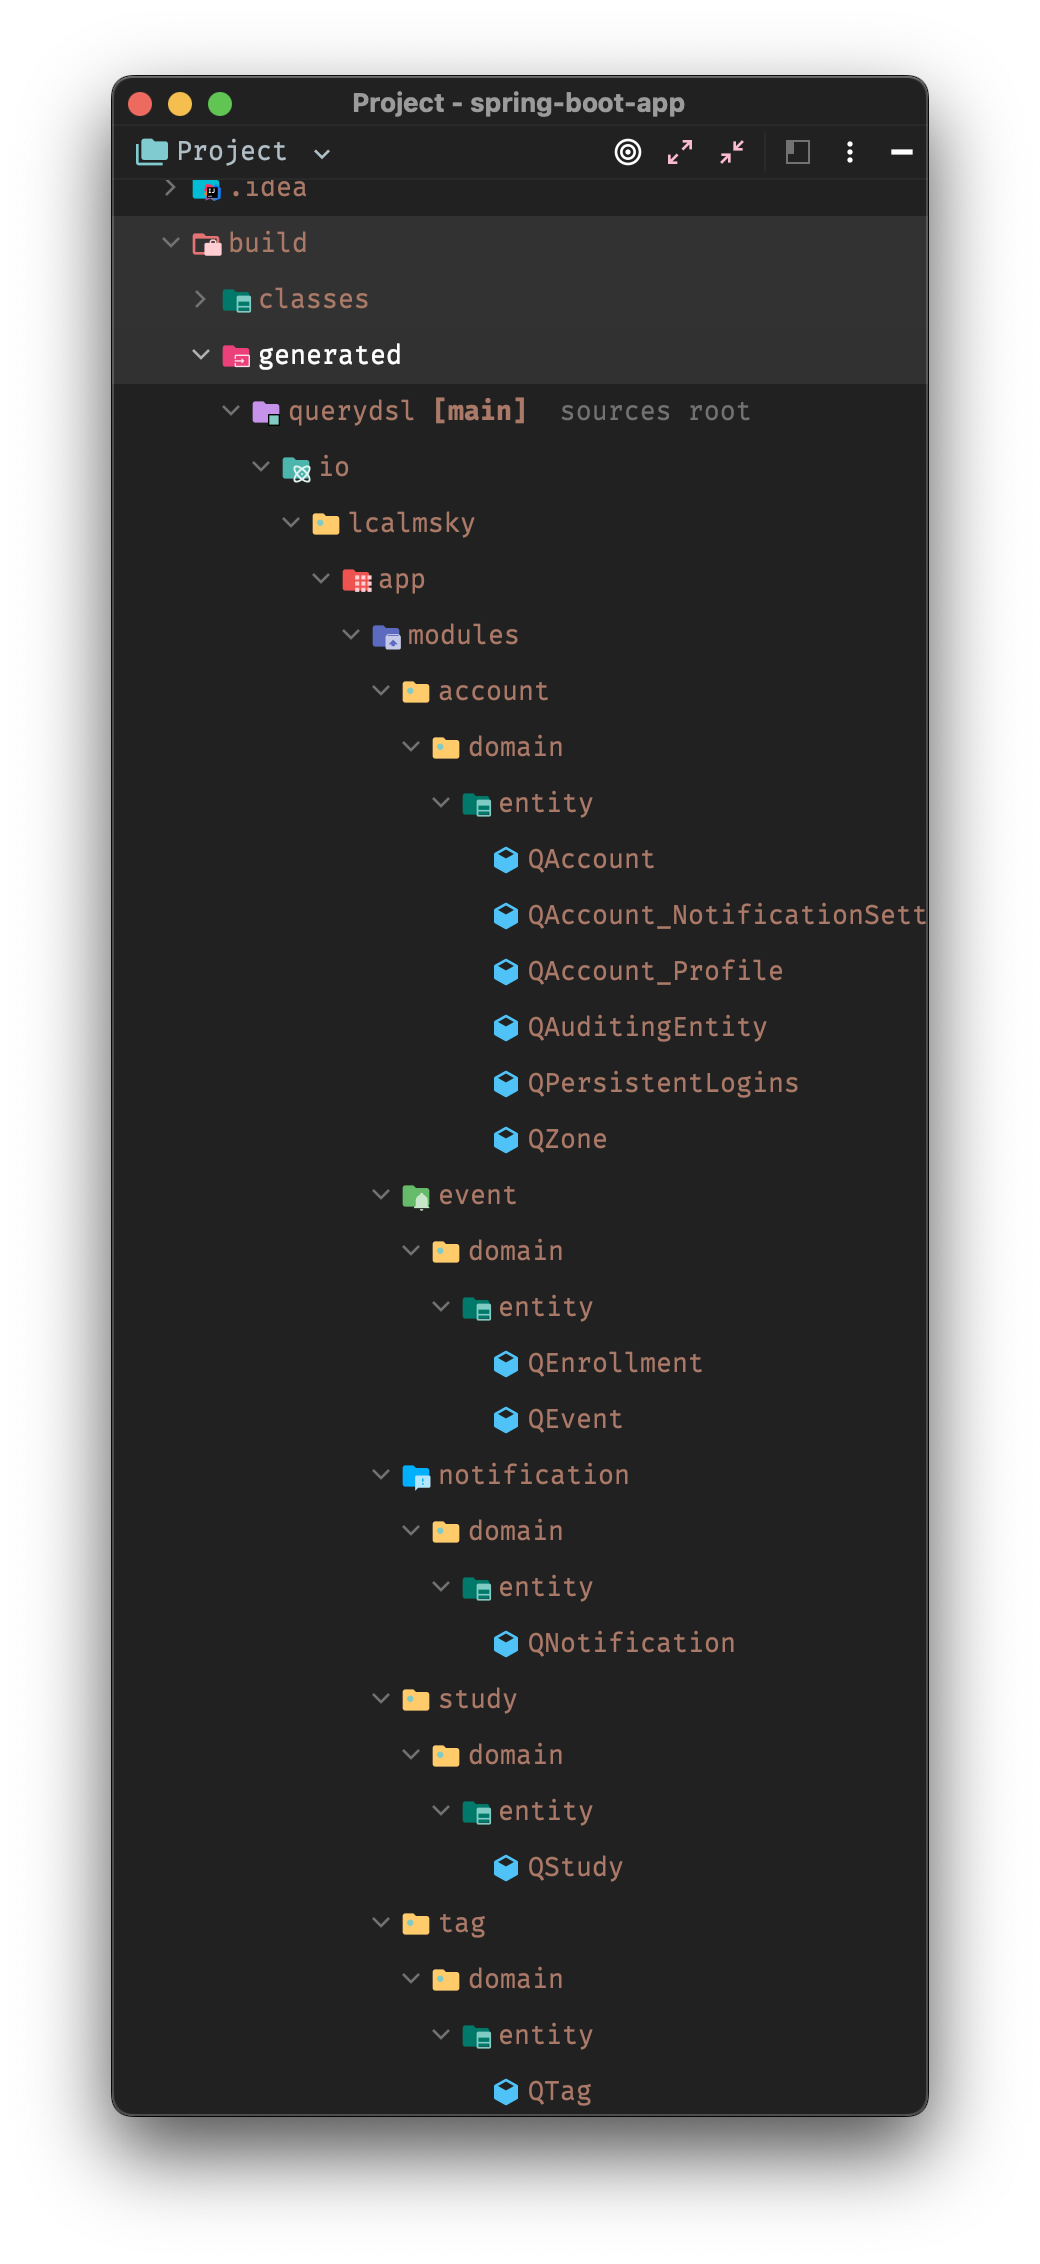 Project - spring-boot-app
Project
.idea
build
classes
generated
querydsl [main] sources root
io
lcalmsky
app
modules
account
domain
entity
QAccount
QAccount_NotificationSett
QAccount_Profile
QAuditingEntity
QPersistentLogins
QZone
event
domain
entity
QEnrollment
QEvent
notification
domain
entity
QNotification
study
domain
entity
QStudy
tag
domain
entity
QTag